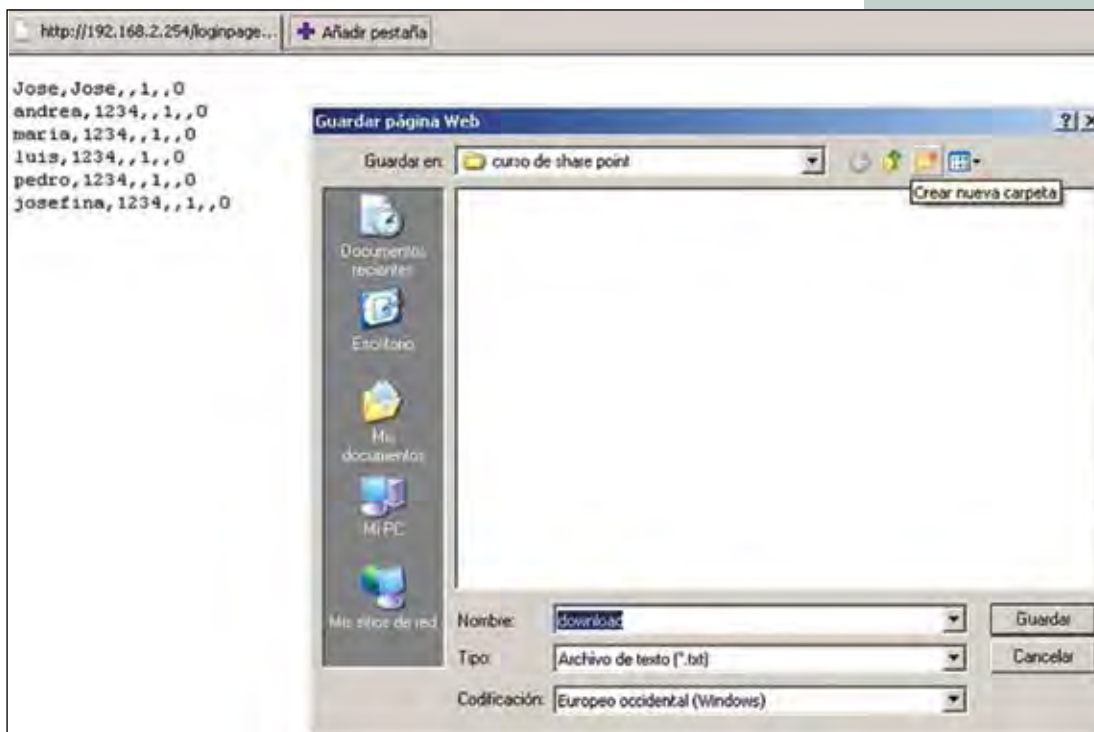 http://192.168.2.254/loginpage...
Añadir pestaña
Jose,Jose,,1,,0
andrea,1234,,1,,0
maria,1234,,1,,0
luis,1234,,1,,0
pedro,1234,,1,,0
josefina,1234,,1,,0
Guardar página Web
Guardar en:
curso de share point
Crear nueva carpeta
Documentos
recientes
Escritorio
Mis
documentos
Mi PC
Mis sitios de red
Nombre:
download
Guardar
Tipo:
Archivo de texto (*.txt)
Cancelar
Codificación:
Europeo occidental (Windows)